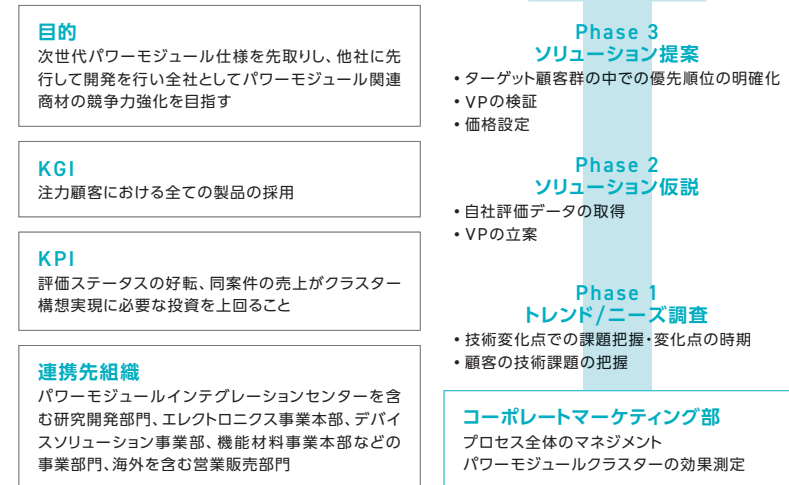 目的
次世代パワーモジュール仕様を先取りし、他社に先
行して開発を行い全社としてパワーモジュール関連
商材の競争力強化を目指す
KGI
注力顧客における全ての製品の採用
KPI
評価ステータスの好転、同案件の売上がクラスター
構想実現に必要な投資を上回ること
連携先組織
パワーモジュールインテグレーションセンターを含
む研究開発部門、エレクトロニクス事業本部、デバイ
スソリューション事業部、機能材料事業本部などの
事業部門、海外を含む営業販売部門
Phase 3
ソリューション提案
• ターゲット顧客群の中での優先順位の明確化
• VPの検証
• 価格設定
Phase 2
ソリューション仮説
• 自社評価データの取得
• VPの立案
Phase 1
トレンド/ニーズ調査
• 技術変化点での課題把握・変化点の時期
• 顧客の技術課題の把握
コーポレートマーケティング部
プロセス全体のマネジメント
パワーモジュールクラスターの効果測定